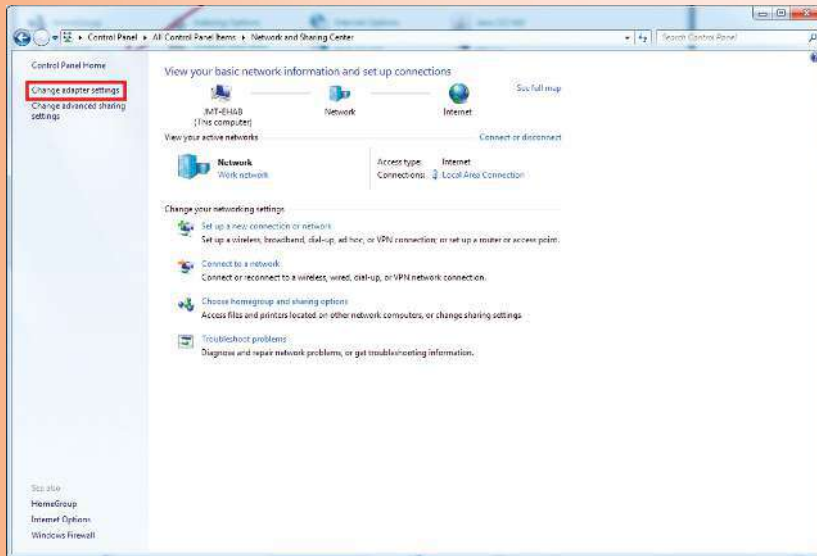 Control Panel ▸ All Control Panel Items ▸ Network and Sharing Center
Search Control Panel
Control Panel Home
Change adapter settings
Change advanced sharing
settings
View your basic network information and set up connections
See full map
JMT-EHAB
(This computer)
Network
Internet
View your active networks
Connect or disconnect
Network
Work network
Access type: Internet
Connections: Local Area Connection
Change your networking settings
Set up a new connection or network
Set up a wireless, broadband, dial-up, ad hoc, or VPN connection; or set up a router or access point.
Connect to a network
Connect or reconnect to a wireless, wired, dial-up, or VPN network connection.
Choose homegroup and sharing options
Access files and printers located on other network computers, or change sharing settings.
Troubleshoot problems
Diagnose and repair network problems, or get troubleshooting information.
See also
HomeGroup
Internet Options
Windows Firewall